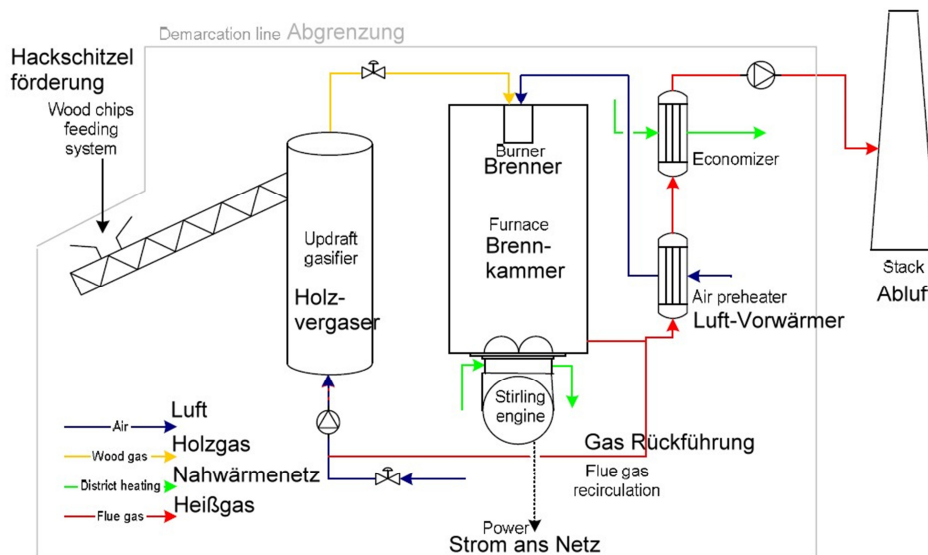 Demarcation line Abgrenzung
Hackschitzel
förderung
Wood chips
feeding
system
Updraft
gasifier
Holz-
vergaser
Burner
Brenner
Furnace
Brenn-
kammer
Economizer
Air preheater
Luft-Vorwärmer
Stack
Abluft
Stirling
engine
Gas Rückführung
Flue gas
recirculation
Power
Strom ans Netz
Air Luft
Wood gas Holzgas
District heating Nahwärmenetz
Flue gas Heißgas